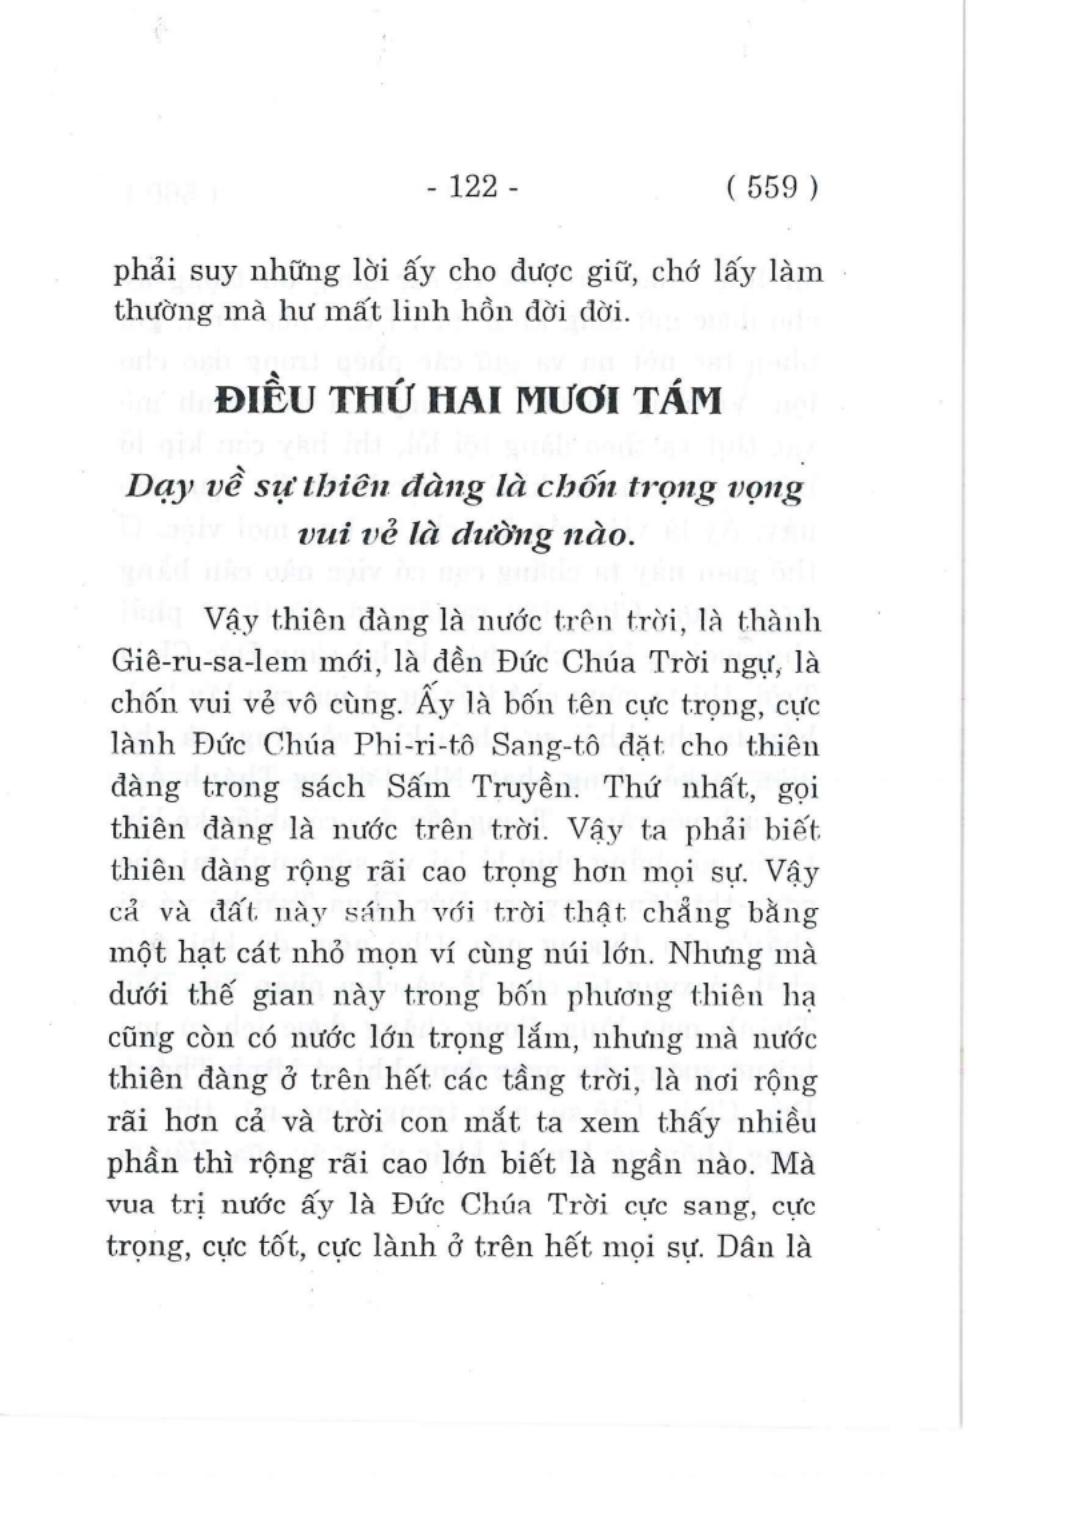 - 122 - ( 559 )
phải suy những lời ấy cho được giữ, chớ lấy làm
thường mà hư mất linh hồn đời đời.
ĐIỀU THỨ HAI MƯƠI TÁM
Dạy về sự thiên đàng là chốn trọng vọng
vui vẻ là dường nào.
Vậy thiên đàng là nước trên trời, là thành
Giê-ru-sa-lem mới, là đền Đức Chúa Trời ngự, là
chốn vui vẻ vô cùng. Ấy là bốn tên cực trọng, cực
lành Đức Chúa Phi-ri-tô Sang-tô đặt cho thiên
đàng trong sách Sấm Truyền. Thứ nhất, gọi
thiên đàng là nước trên trời. Vậy ta phải biết
thiên đàng rộng rãi cao trọng hơn mọi sự. Vậy
cả và đất này sánh với trời thật chẳng bằng
một hạt cát nhỏ mọn ví cùng núi lớn. Nhưng mà
dưới thế gian này trong bốn phương thiên hạ
cũng còn có nước lớn trọng lắm, nhưng mà nước
thiên đàng ở trên hết các tầng trời, là nơi rộng
rãi hơn cả và trời con mắt ta xem thấy nhiều
phần thì rộng rãi cao lớn biết là ngần nào. Mà
vua trị nước ấy là Đức Chúa Trời cực sang, cực
trọng, cực tốt, cực lành ở trên hết mọi sự. Dân là